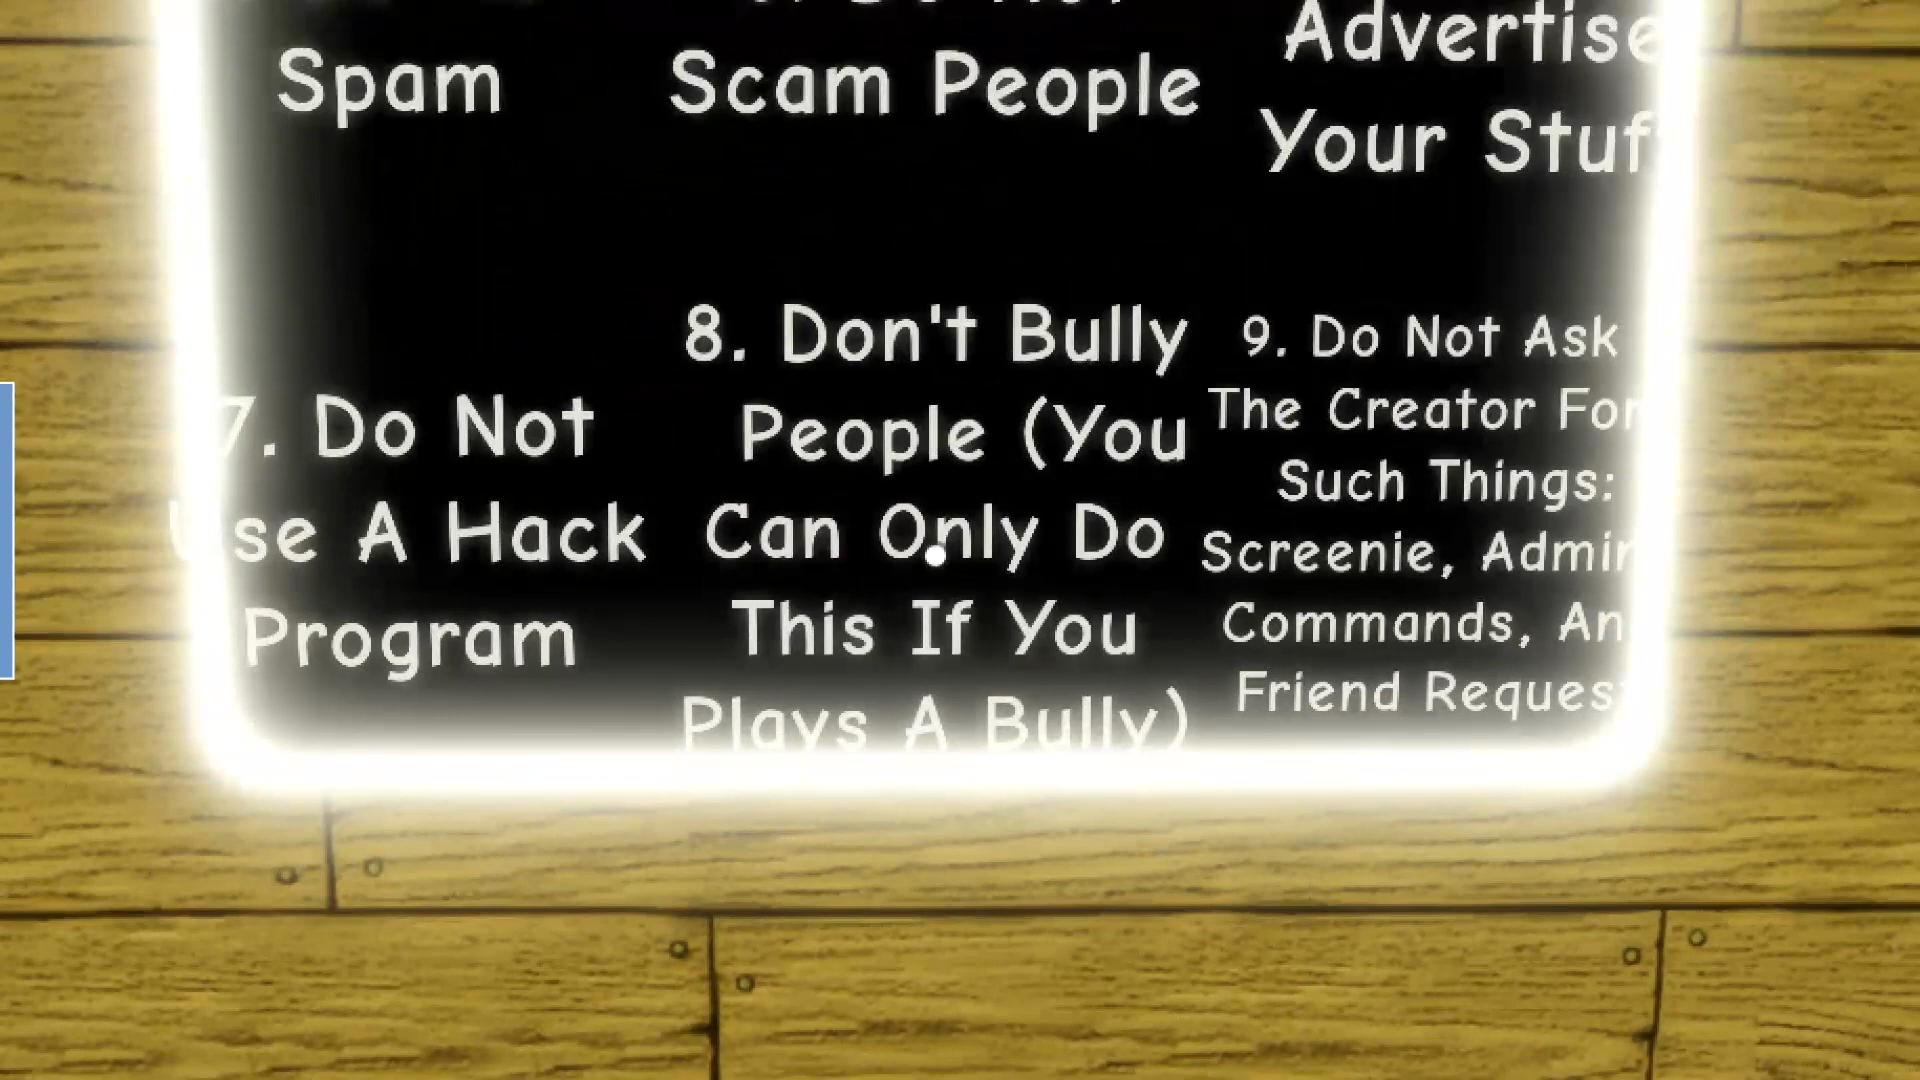 Spam
Scam People
Advertise
Your Stuf
7. Do Not
Use A Hack
Program
8. Don't Bully
People (You
Can Only Do
This If You
Plays A Bully)
9. Do Not Ask
The Creator For
Such Things:
Screenie, Admin
Commands, An
Friend Reques